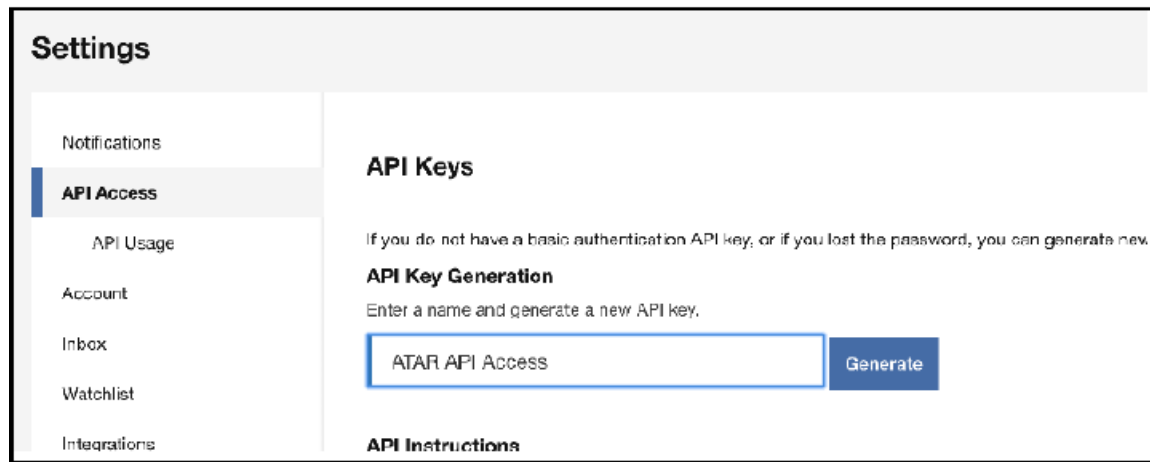 Settings
Notifications
API Access
API Usage
Account
Inbox
Watchlist
Integrations
API Keys
If you do not have a basic authentication API key, or if you lost the password, you can generate new
API Key Generation
Enter a name and generate a new API key.
ATAR API Access
Generate
API Instructions